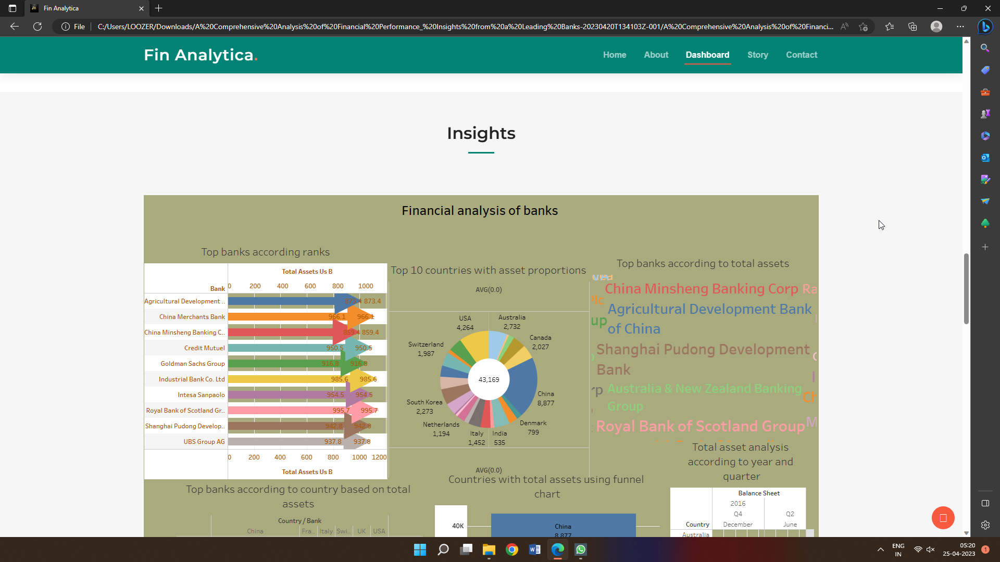 Fin Analytica
File
C:/Users/LOOZER/Downloads/A%20Comprehensive%20Analysis%20of%20Financial%20Performance_%20Insights%20from%20a%20Leading%20Banks-20230420T134103Z-001/A%20Comprehensive%20Analysis%20of%20Financi...
Fin Analytica.
Home About Dashboard Story Contact
Insights
Financial analysis of banks
Top banks according ranks
Total Assets Us B
Bank 0 200 400 600 800 1000
Agricultural Development .. 873.4 873.4
China Merchants Bank 966.1 966.1
China Minsheng Banking C.. 859.4 859.4
Credit Mutuel 950.5 950.5
Goldman Sachs Group 916.8 916.8
Industrial Bank Co. Ltd 985.6 985.6
Intesa Sanpaolo 954.5 954.5
Royal Bank of Scotland Gr.. 995.7 995.7
Shanghai Pudong Develop.. 942.8 942.8
UBS Group AG 937.8 937.8
0 200 400 600 800 1000 1200
Total Assets Us B
Top 10 countries with asset proportions
AVG(0.0)
USA
4,264
Australia
2,732
Canada
2,027
Switzerland
1,987
43,169
China
8,877
South Korea
2,273
Denmark
799
Netherlands
1,194
Italy
1,452
India
535
AVG(0.0)
Top banks according to total assets
China Minsheng Banking Corp Ra
Plc
Agricultural Development Bank
up
of China
Shanghai Pudong Development
Bank
rp Australia & New Zealand Banking
Group
Ch
Royal Bank of Scotland Group M
Top banks according to country based on total
assets
Country / Bank
China Fra.. Italy Swi.. UK USA
Countries with total assets using funnel
chart
40K
China
8,877
Total asset analysis
according to year and
quarter
Balance Sheet
2016
Q4 Q2
Country December June
Australia
ENG
IN
05:20
25-04-2023
1